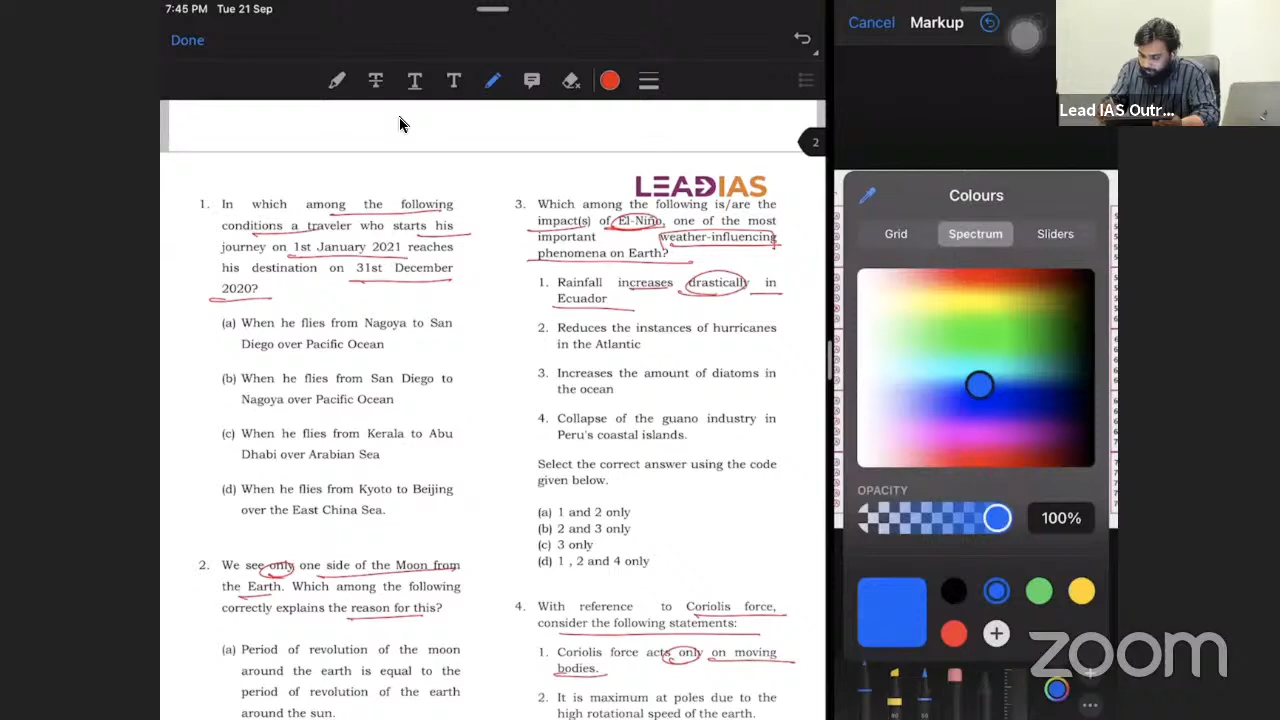 7:45 PM Tue 21 Sep
Done
2
LEADIAS
1. In which among the following
conditions a traveler who starts his
journey on 1st January 2021 reaches
his destination on 31st December
2020?
(a) When he flies from Nagoya to San
Diego over Pacific Ocean
(b) When he flies from San Diego to
Nagoya over Pacific Ocean
(c) When he flies from Kerala to Abu
Dhabi over Arabian Sea
(d) When he flies from Kyoto to Beijing
over the East China Sea.
2. We see only one side of the Moon from
the Earth. Which among the following
correctly explains the reason for this?
(a) Period of revolution of the moon
around the earth is equal to the
period of revolution of the earth
around the sun.
3. Which among the following is/are the
impact(s) of El-Nino, one of the most
important weather-influencing
phenomena on Earth?
1. Rainfall increases drastically in
Ecuador
2. Reduces the instances of hurricanes
in the Atlantic
3. Increases the amount of diatoms in
the ocean
4. Collapse of the guano industry in
Peru's coastal islands.
Select the correct answer using the code
given below.
(a) 1 and 2 only
(b) 2 and 3 only
(c) 3 only
(d) 1 , 2 and 4 only
4. With reference to Coriolis force,
consider the following statements:
1. Coriolis force acts only on moving
bodies.
2. It is maximum at poles due to the
high rotational speed of the earth.
Cancel Markup
Lead IAS Outr...
Colours
Grid Spectrum Sliders
OPACITY
100%
zoom